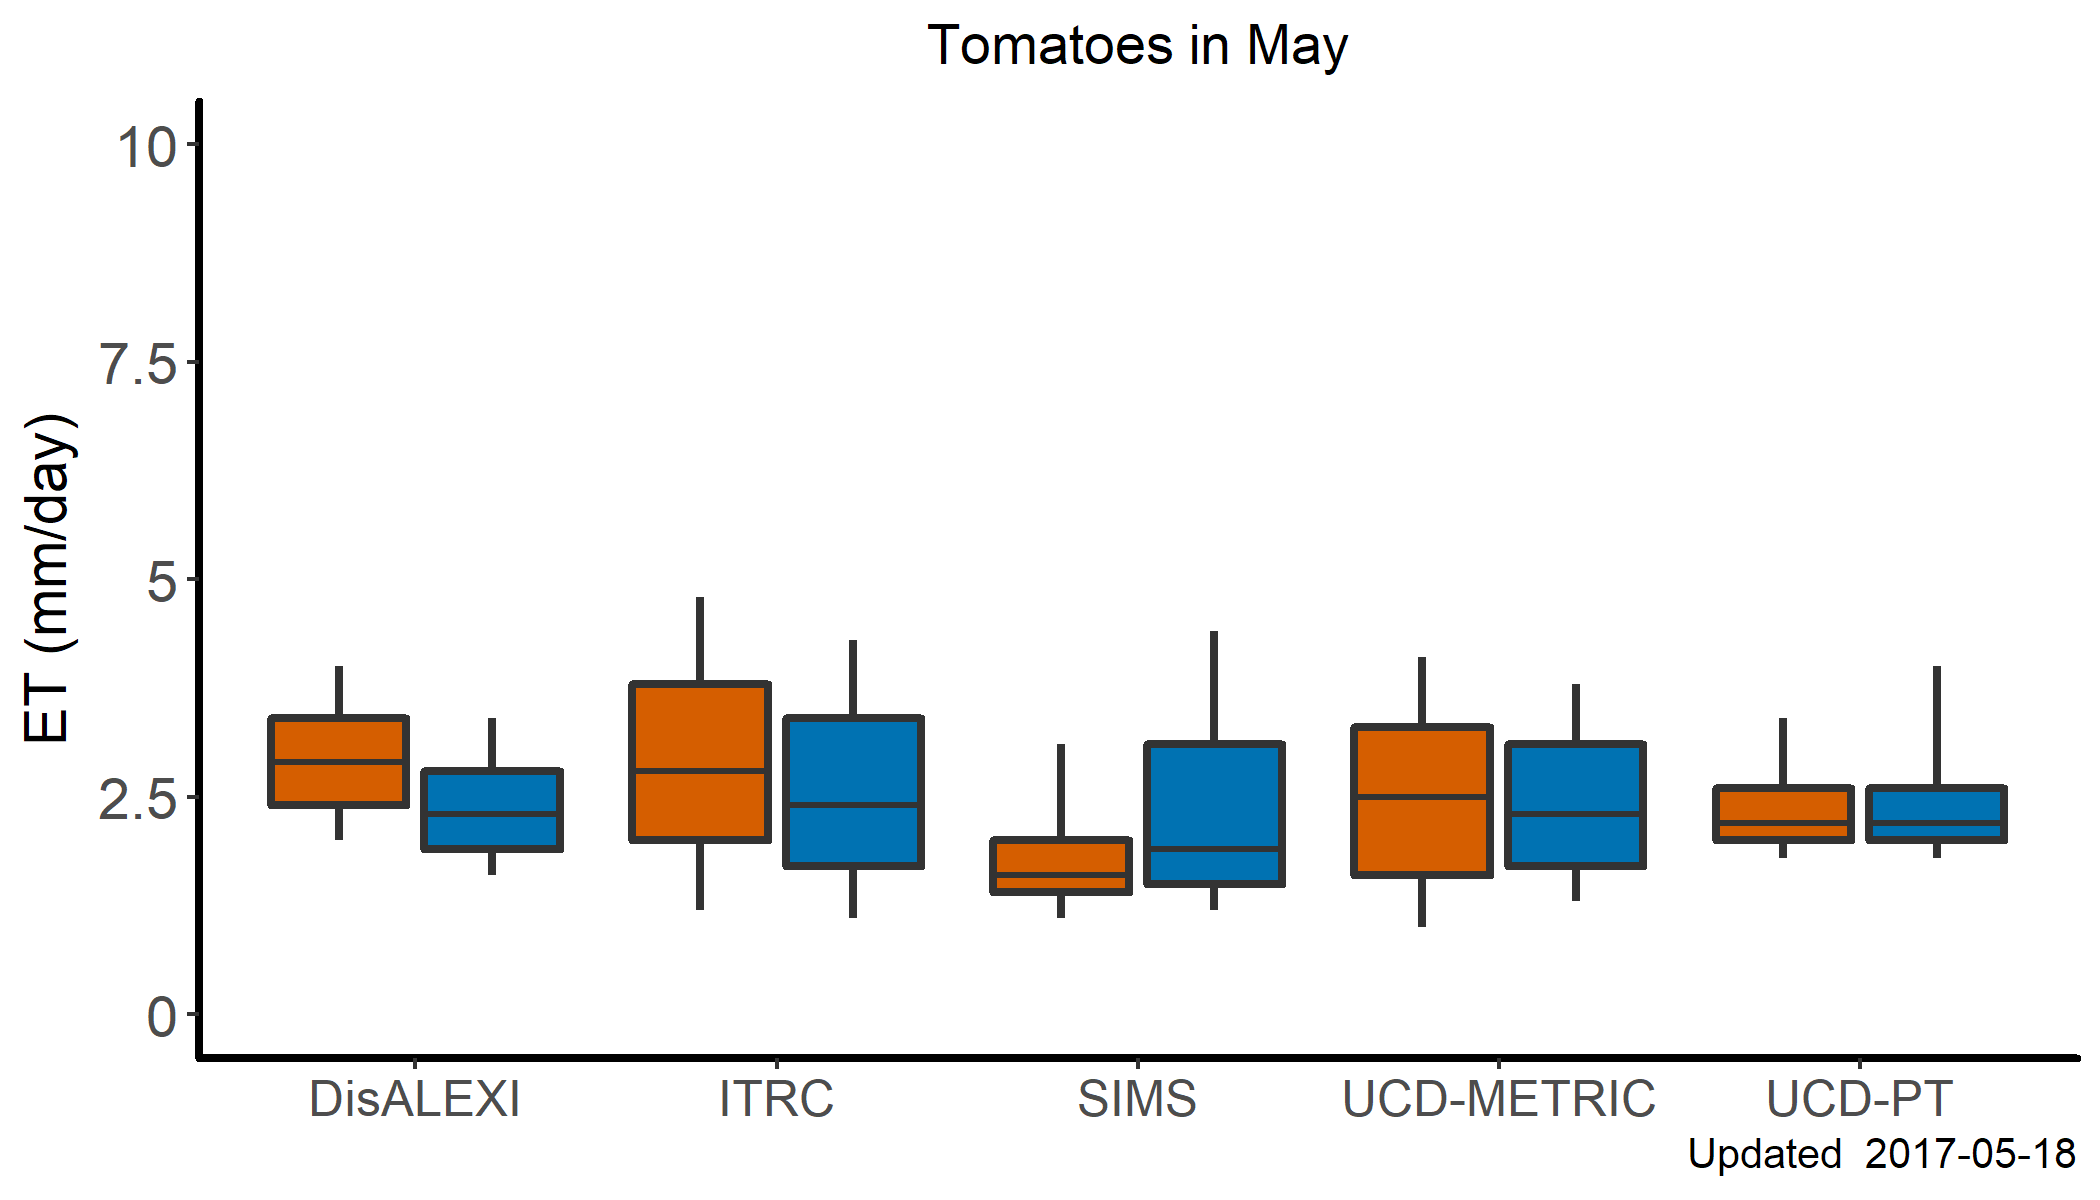 Tomatoes in May
ET (mm/day)
10
7.5
5
2.5
0
DisALEXI
ITRC
SIMS
UCD-METRIC
UCD-PT
Updated  2017-05-18